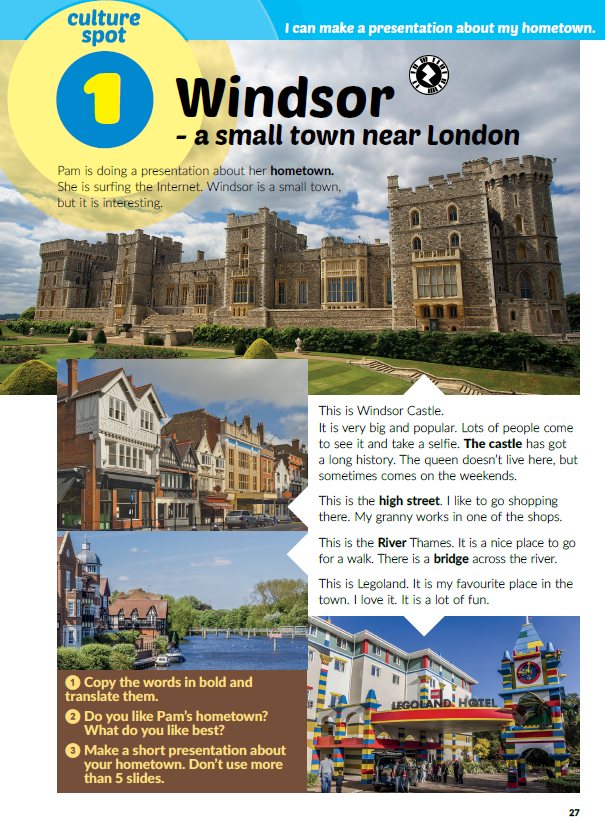 culture
spot
I can make a presentation about my hometown.
1
Windsor
- a small town near London
Pam is doing a presentation about her hometown.
She is surfing the Internet. Windsor is a small town,
but it is interesting.
This is Windsor Castle.
It is very big and popular. Lots of people come
to see it and take a selfie. The castle has got
a long history. The queen doesn't live here, but
sometimes comes on the weekends.
This is the high street. I like to go shopping
there. My granny works in one of the shops.
This is the River Thames. It is a nice place to go
for a walk. There is a bridge across the river.
This is Legoland. It is my favourite place in the
town. I love it. It is a lot of fun.
LEGOLAND HOTEL
1 Copy the words in bold and
translate them.
2 Do you like Pam's hometown?
What do you like best?
3 Make a short presentation about
your hometown. Don't use more
than 5 slides.
27